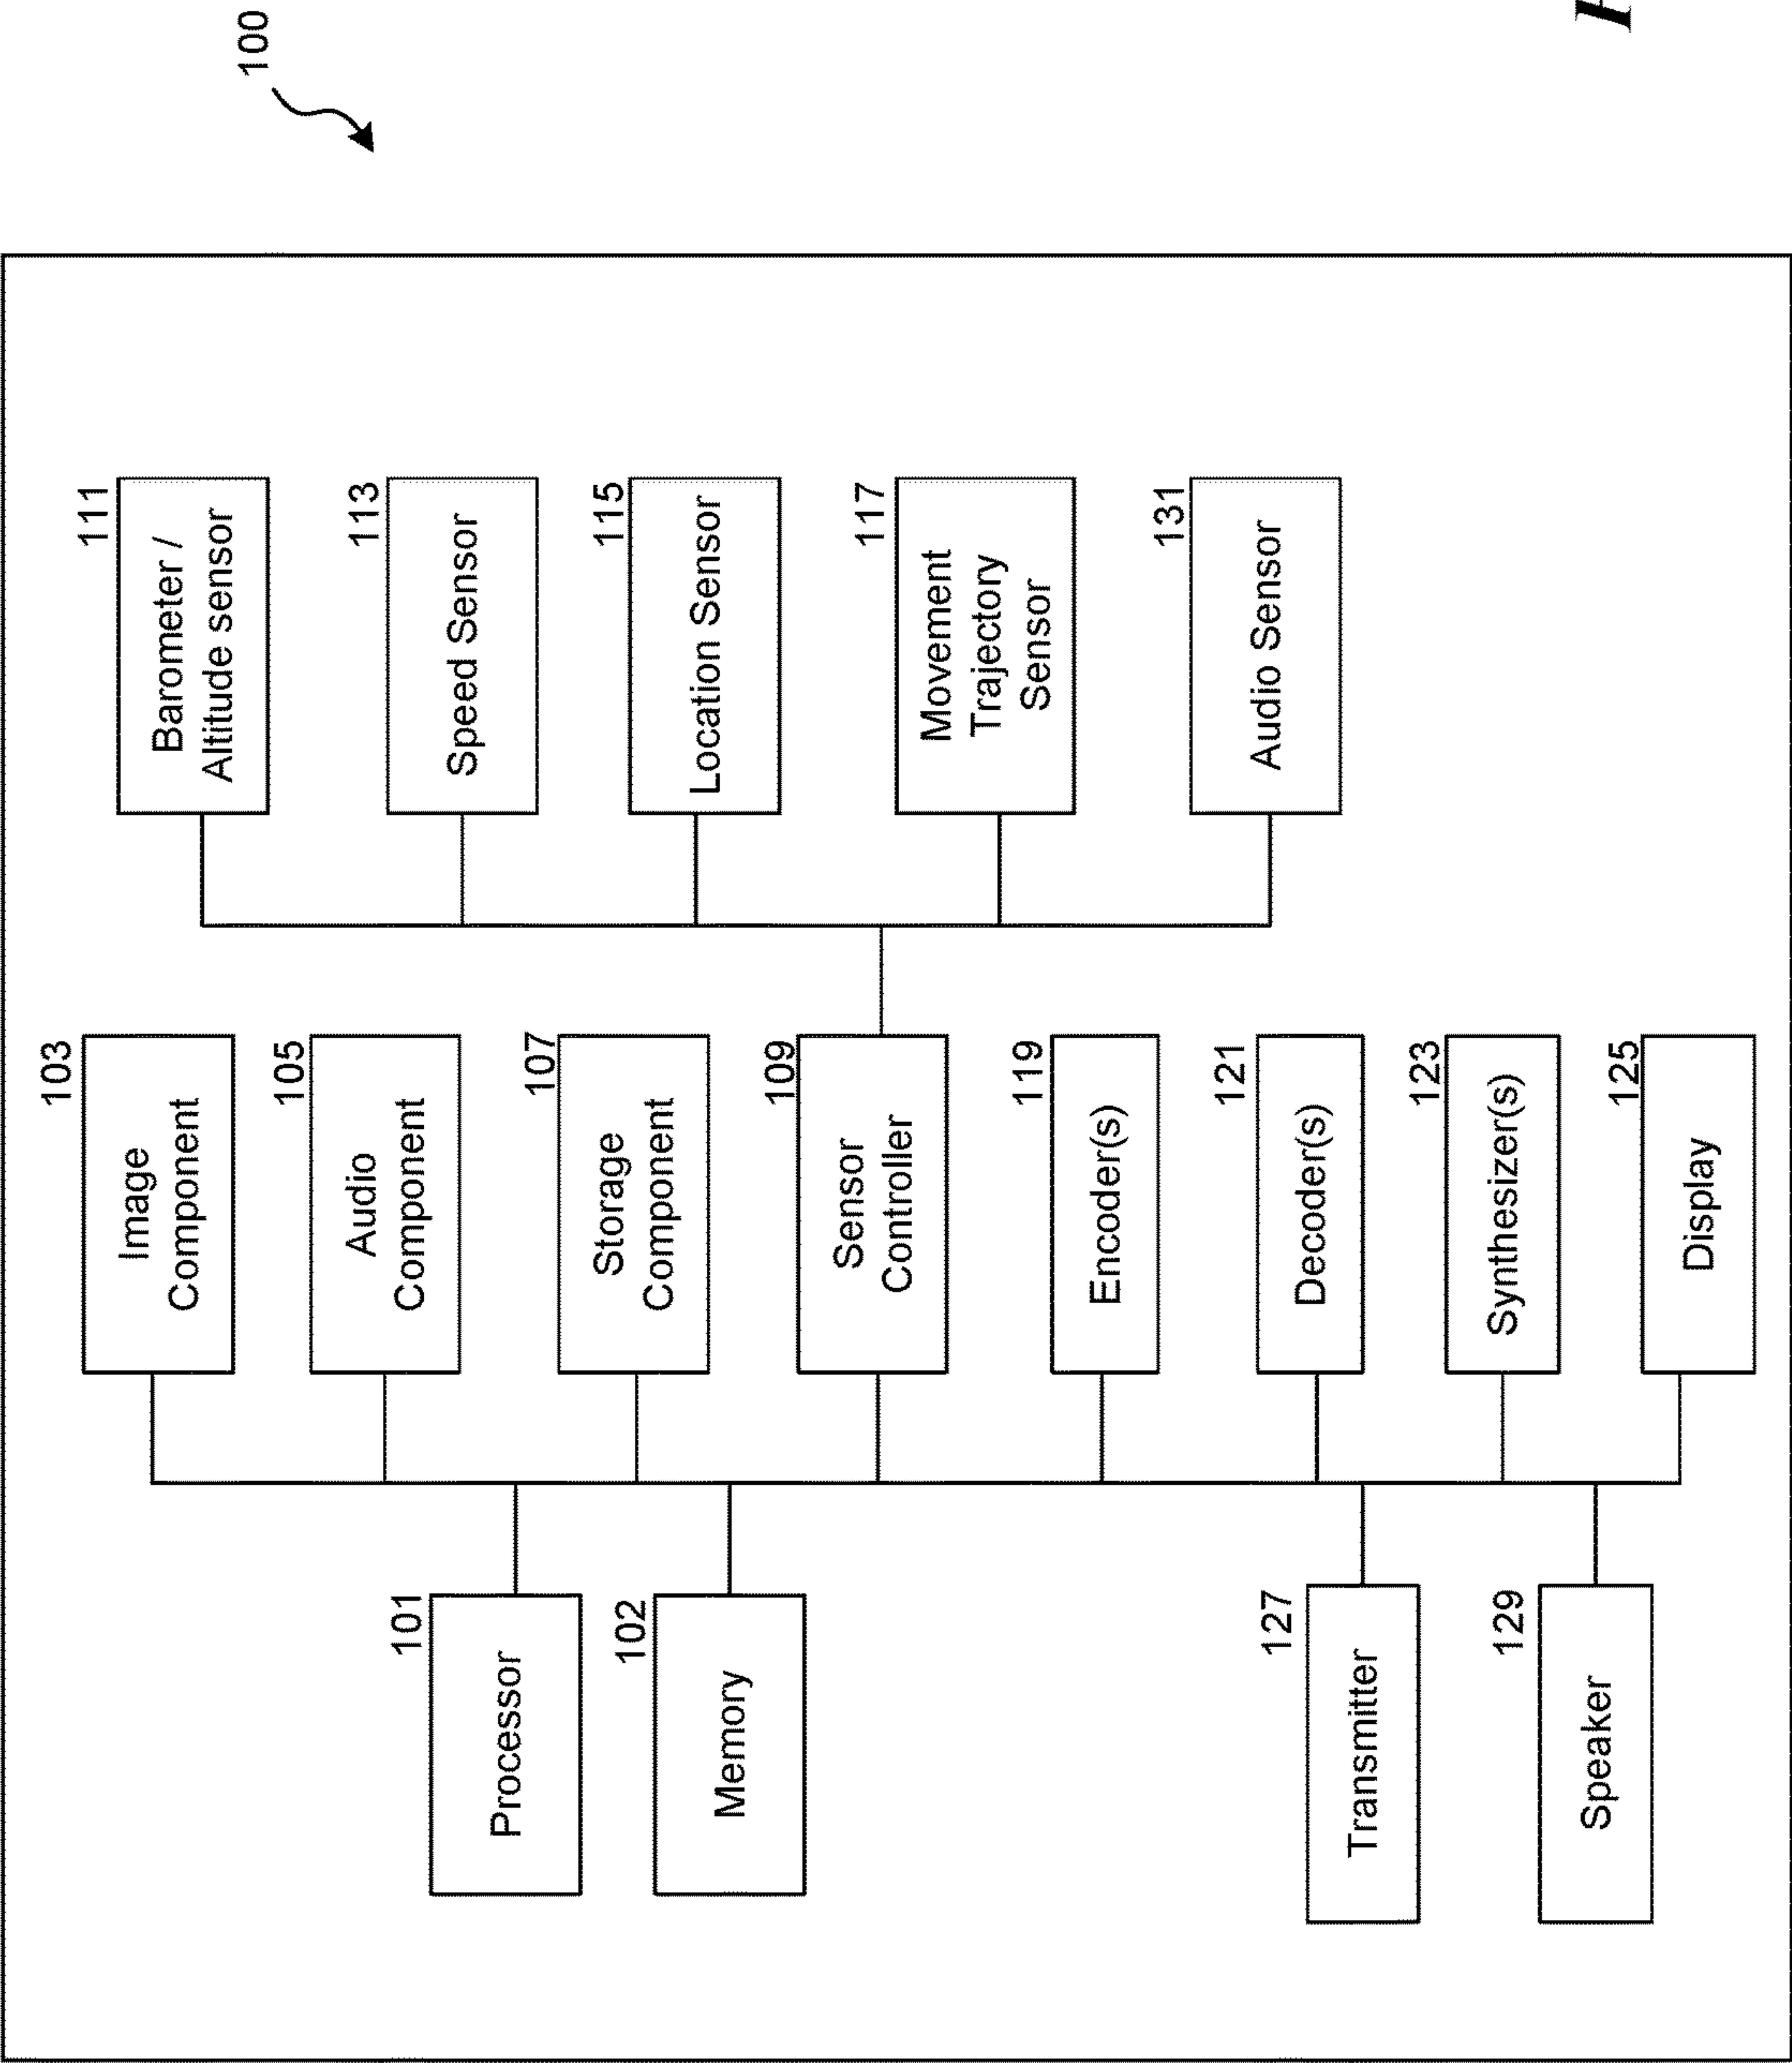 100
101
Processor
102
Memory
127
Transmitter
129
Speaker
103
Image
Component
105
Audio
Component
107
Storage
Component
109
Sensor
Controller
119
Encoder(s)
121
Decoder(s)
123
Synthesizer(s)
125
Display
111
Barometer /
Altitude sensor
113
Speed Sensor
115
Location Sensor
117
Movement
Trajectory
Sensor
131
Audio Sensor